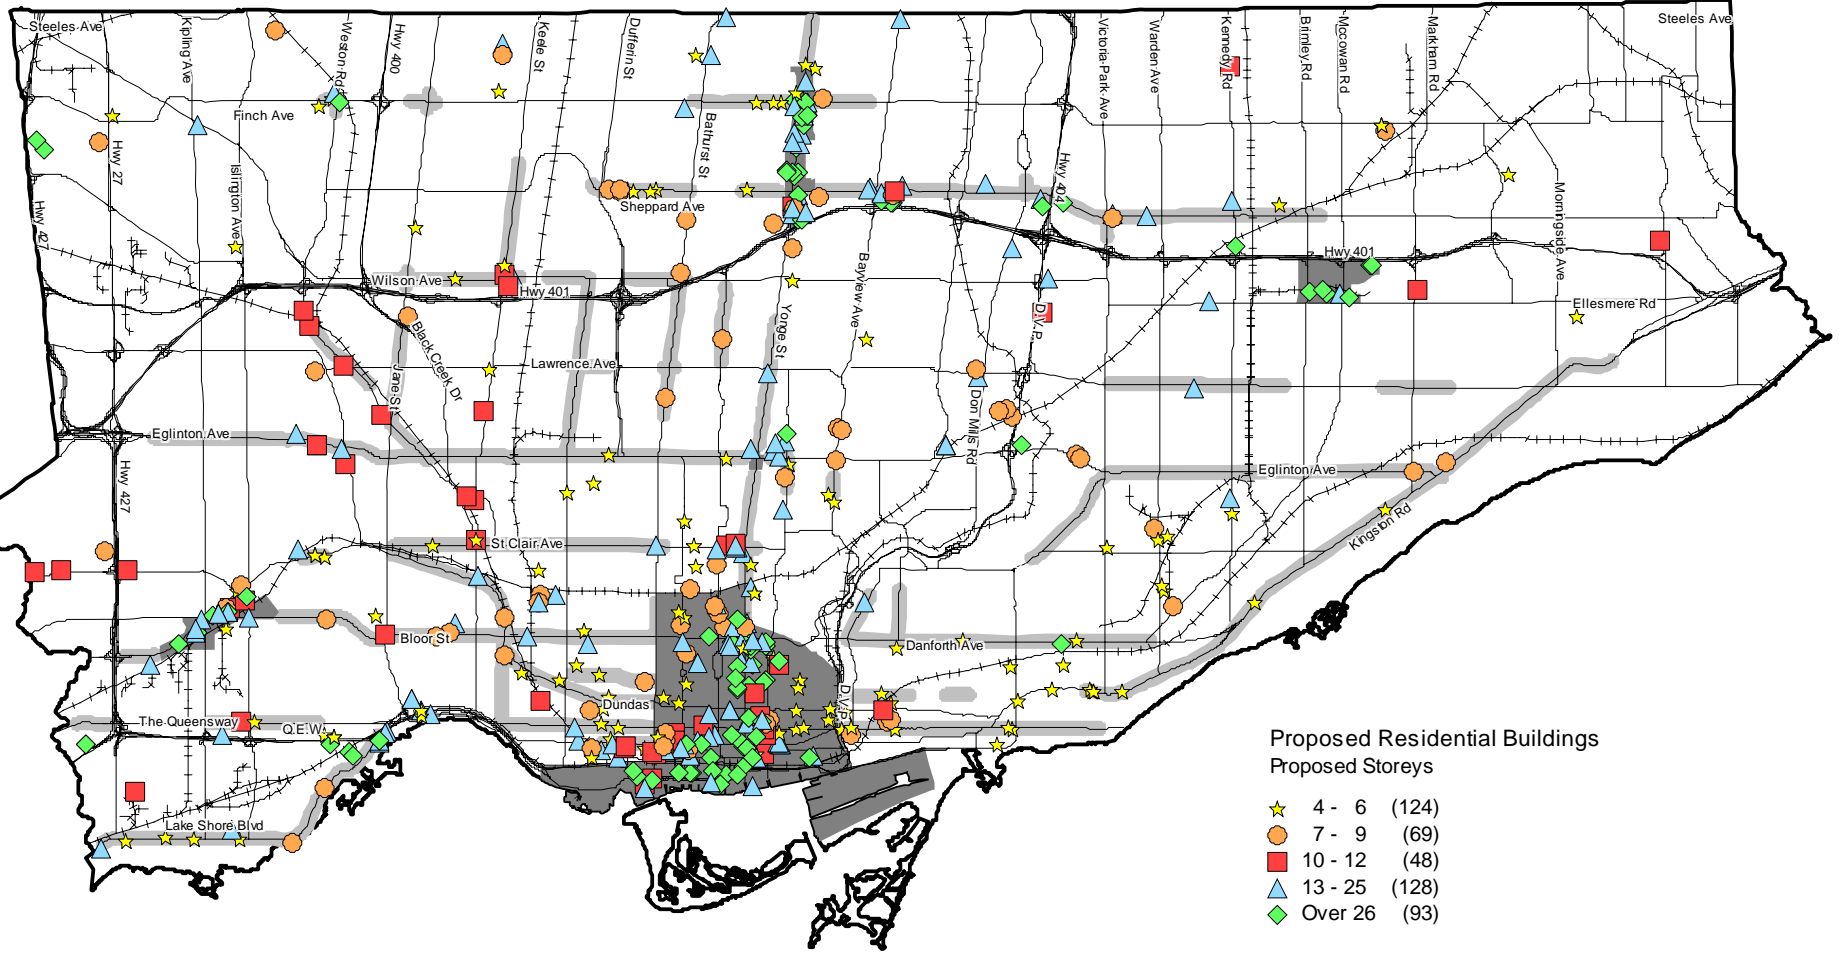 Steeles Ave
Kipling Ave
Weston Rd
Hwy 400
Keele St
Dufferin St
Bathurst St
Victoria Park Ave
Warden Ave
Kennedy Rd
Brimley Rd
Mccowan Rd
Markham Rd
Steeles Ave
Finch Ave
Hwy 27
Islington Ave
Hwy 427
Sheppard Ave
Hwy 404
Morningside Ave
Wilson Ave
Hwy 401
Hwy 401
Bayview Ave
Yonge St
D.V.P.
Ellesmere Rd
Black Creek Dr
Jane St
Lawrence Ave
Don Mills Rd
Eglinton Ave
Eglinton Ave
Hwy 427
Kingston Rd
St Clair Ave
Bloor St
Danforth Ave
Dundas
D.V.P.
The Queensway
Q.E.W.
Lake Shore Blvd
Proposed Residential Buildings
Proposed Storeys
4 - 6 (124)
7 - 9 (69)
10 - 12 (48)
13 - 25 (128)
Over 26 (93)